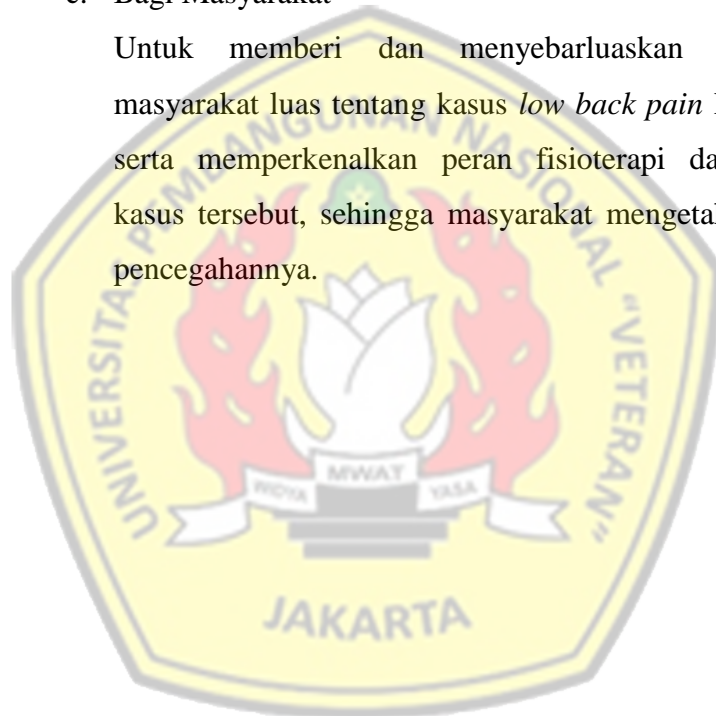 Bagi Masyarakat
Untuk memberi dan menyebarluaskan
masyarakat luas tentang kasus low back pain
serta memperkenalkan peran fisioterapi
kasus tersebut, sehingga masyarakat
pencegahannya.
UNIVERSITAS PEMBANGUNAN NASIONAL "VETERAN"
WIDYA MWAT YASA
JAKARTA